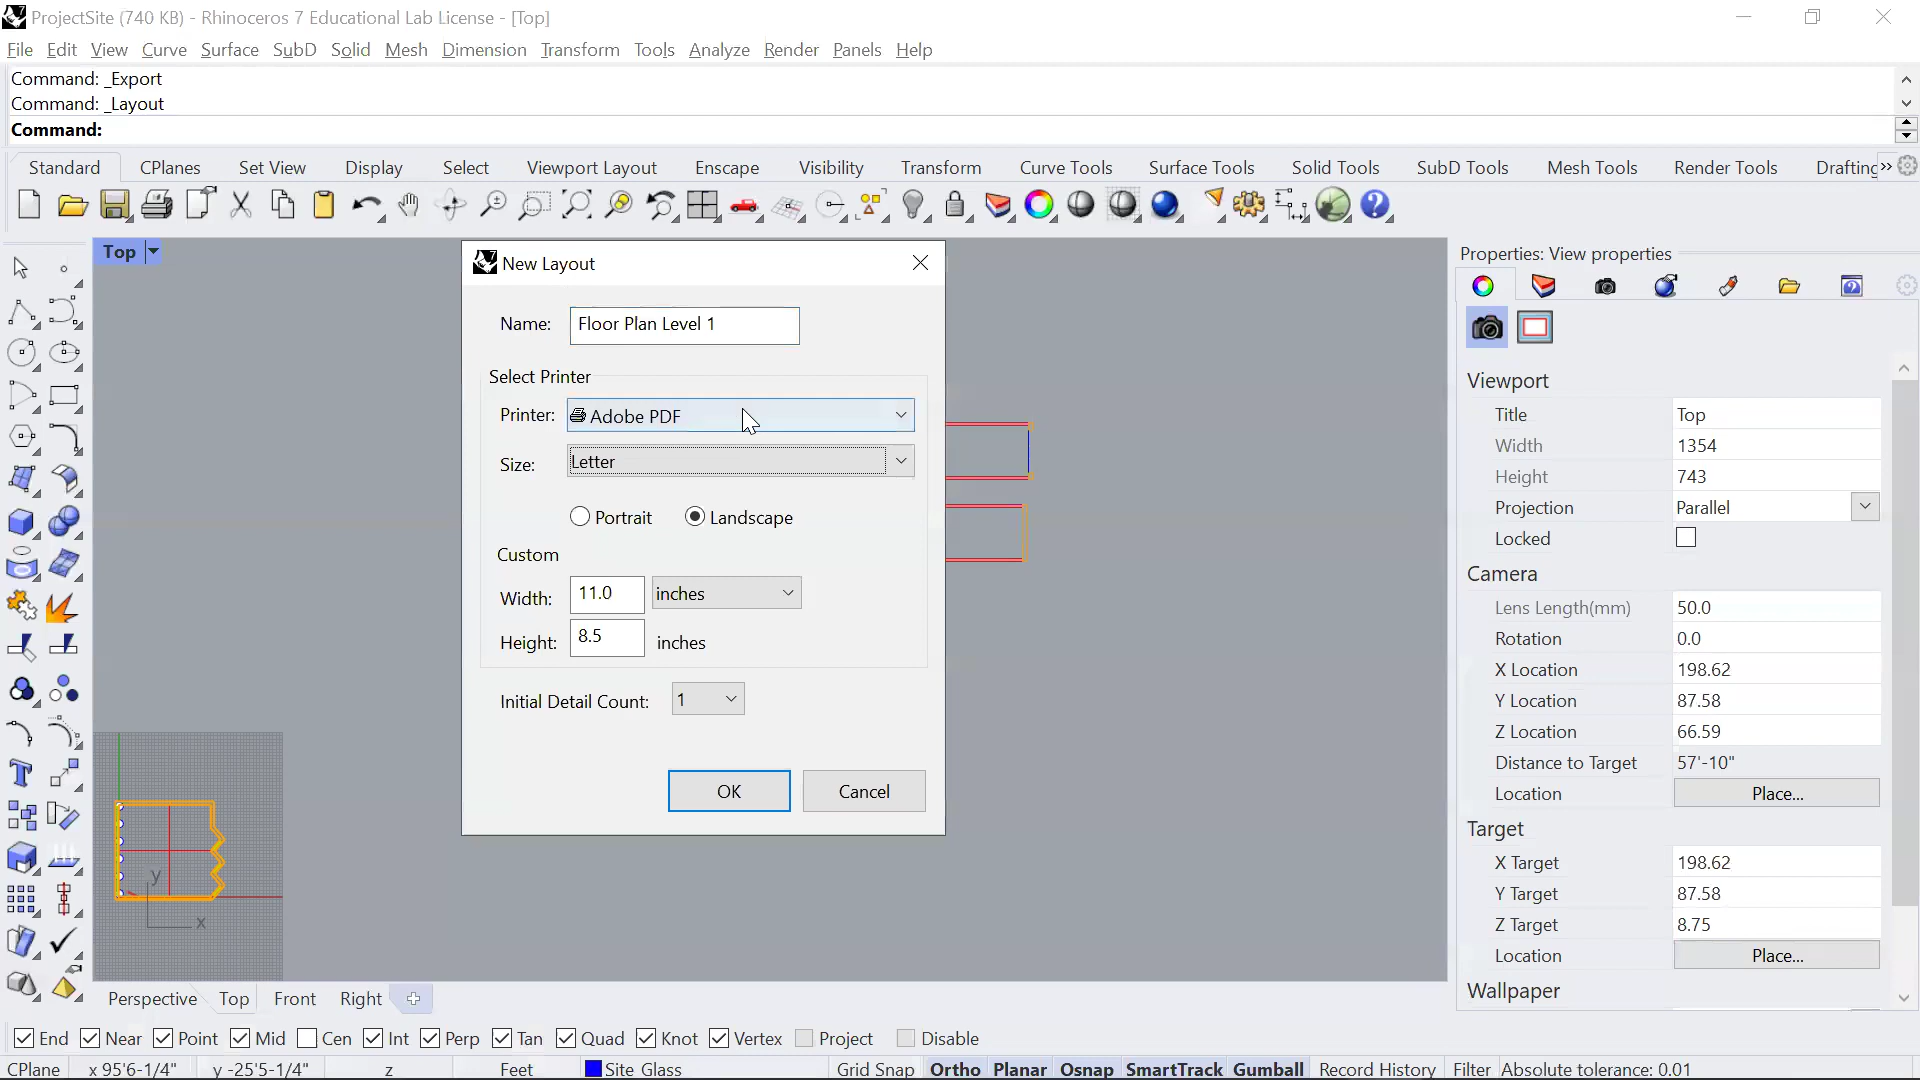 ProjectSite (740 KB) - Rhinoceros 7 Educational Lab License - [Top]
File Edit View Curve Surface SubD Solid Mesh Dimension Transform Tools Analyze Render Panels Help
Command: _Export
Command: _Layout
Command:
Standard CPlanes Set View Display Select Viewport Layout Enscape Visibility Transform Curve Tools Surface Tools Solid Tools SubD Tools Mesh Tools Render Tools Drafting
Top
New Layout
Name: Floor Plan Level 1
Select Printer
Printer: Adobe PDF
Size: Letter
Portrait Landscape
Custom
Width: 11.0 inches
Height: 8.5 inches
Initial Detail Count: 1
OK Cancel
y
x
Properties: View properties
Viewport
Title Top
Width 1354
Height 743
Projection Parallel
Locked
Camera
Lens Length(mm) 50.0
Rotation 0.0
X Location 198.62
Y Location 87.58
Z Location 66.59
Distance to Target 57'-10"
Location Place...
Target
X Target 198.62
Y Target 87.58
Z Target 8.75
Location Place...
Wallpaper
Perspective Top Front Right
End Near Point Mid Cen Int Perp Tan Quad Knot Vertex Project Disable
CPlane x 95'6-1/4" y -25'5-1/4" z Feet Site Glass Grid Snap Ortho Planar Osnap SmartTrack Gumball Record History Filter Absolute tolerance: 0.01